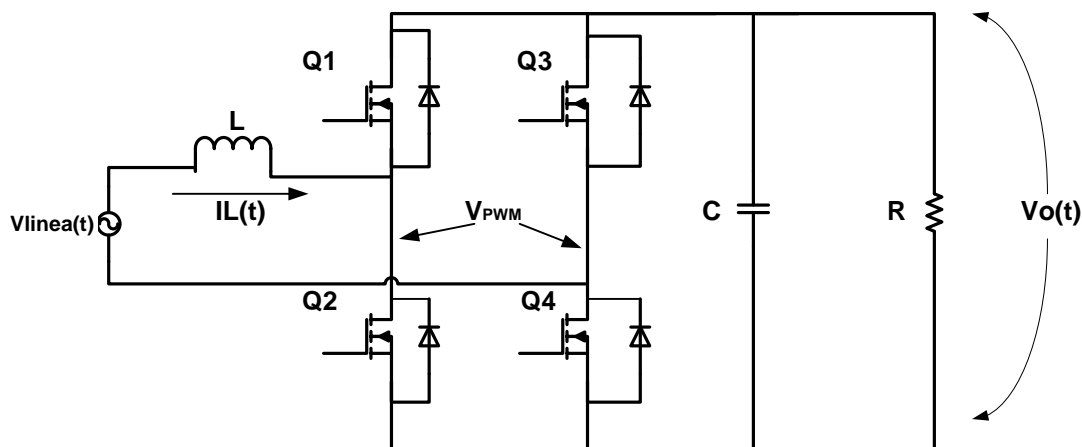 Q1
Q3
L
IL(t)
Vlinea(t)
VPWM
C
R
Vo(t)
Q2
Q4